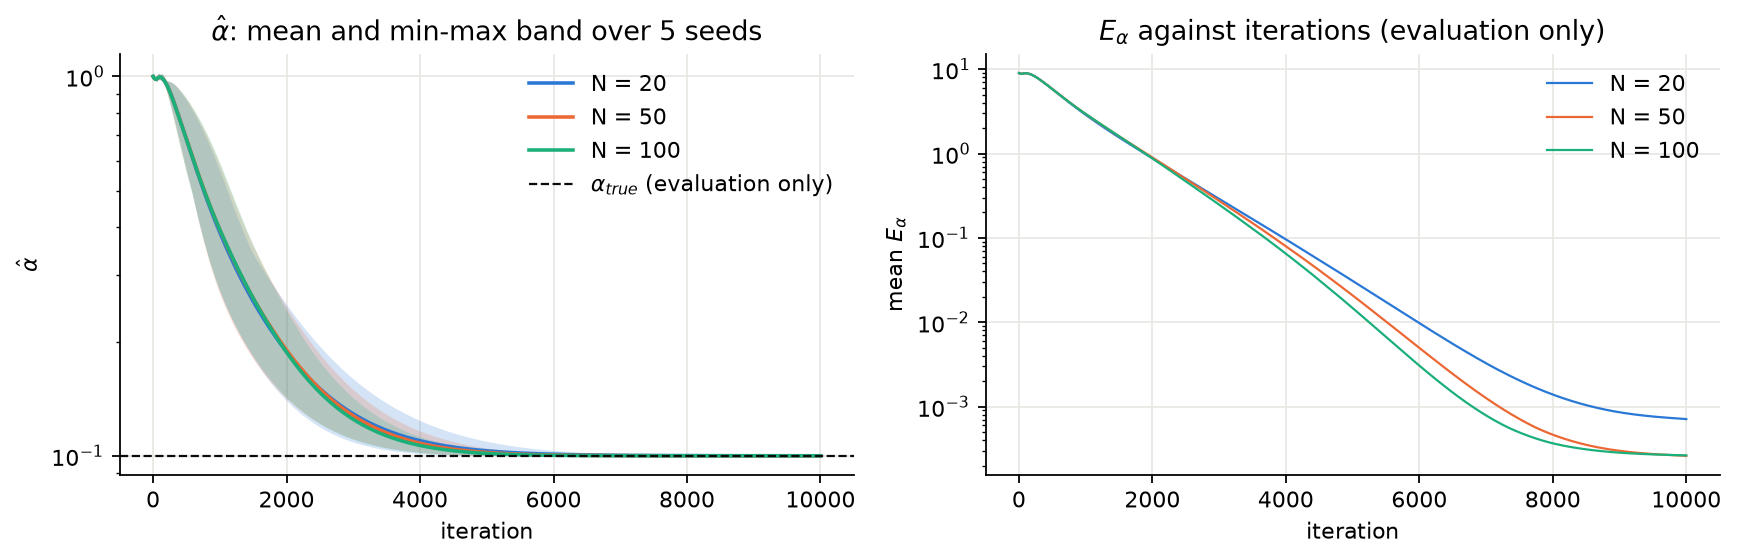 α̂: mean and min-max band over 5 seeds
10⁰
10⁻¹
α̂
0 2000 4000 6000 8000 10000
iteration
N = 20
N = 50
N = 100
α_true (evaluation only)
E_α against iterations (evaluation only)
10¹
10⁰
10⁻¹
10⁻²
10⁻³
mean E_α
0 2000 4000 6000 8000 10000
iteration
N = 20
N = 50
N = 100